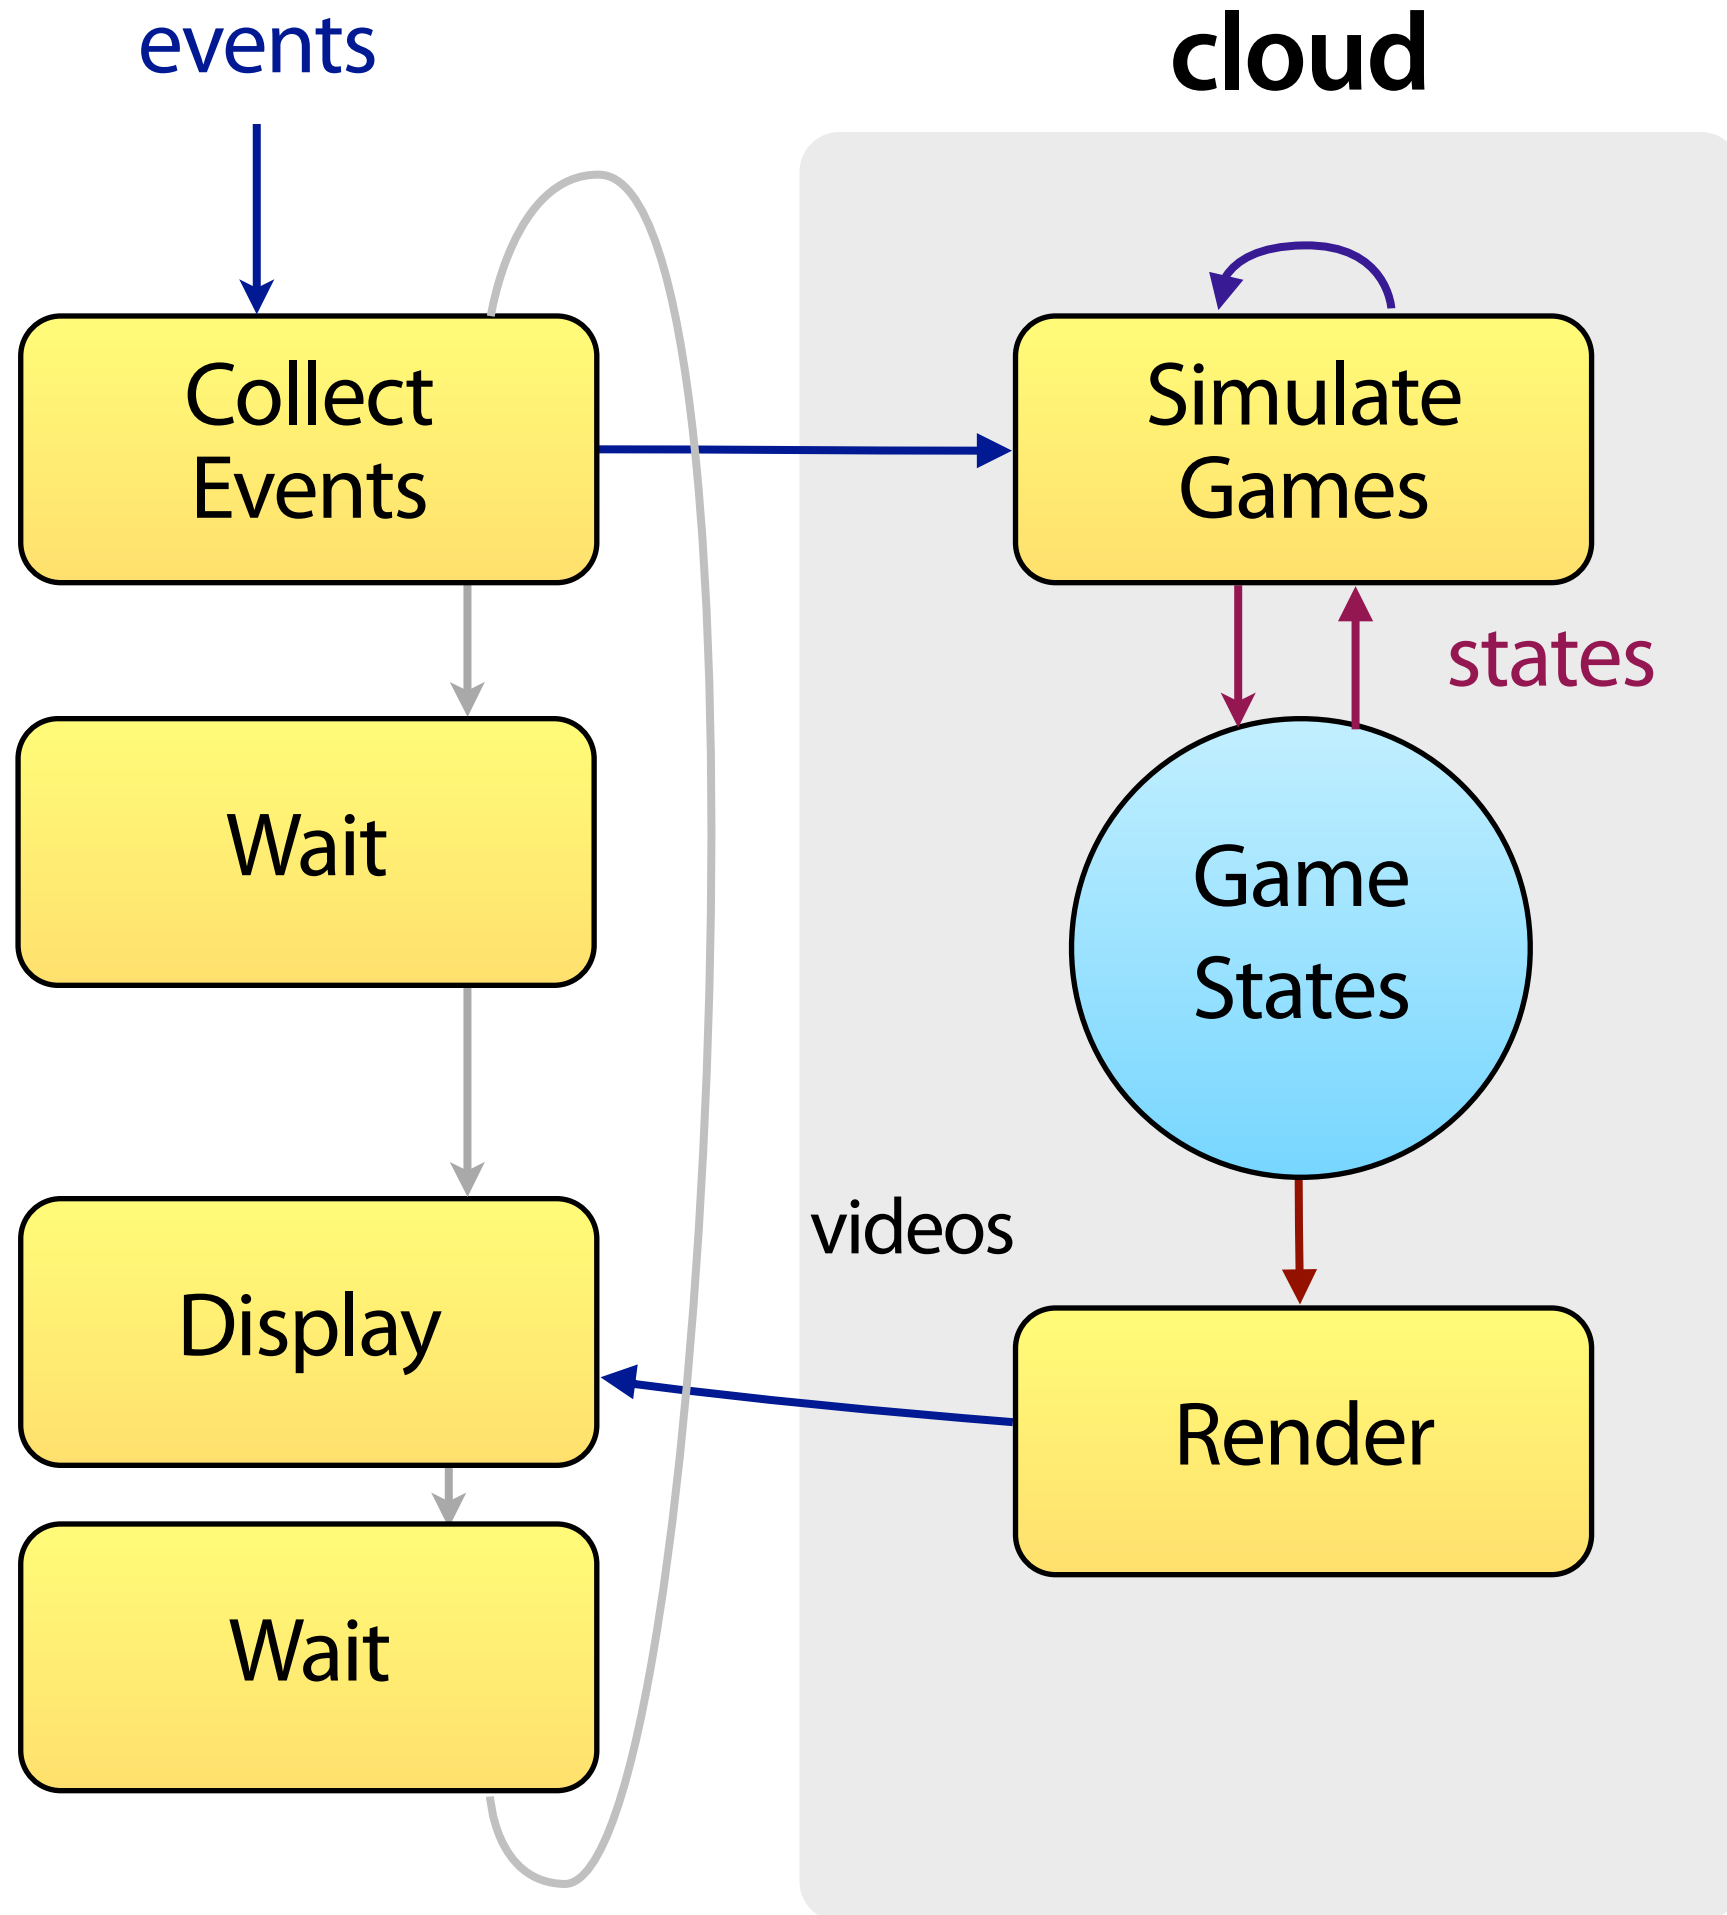 events
cloud
Collect
Events
Simulate
Games
states
Wait
Game
States
videos
Display
Render
Wait